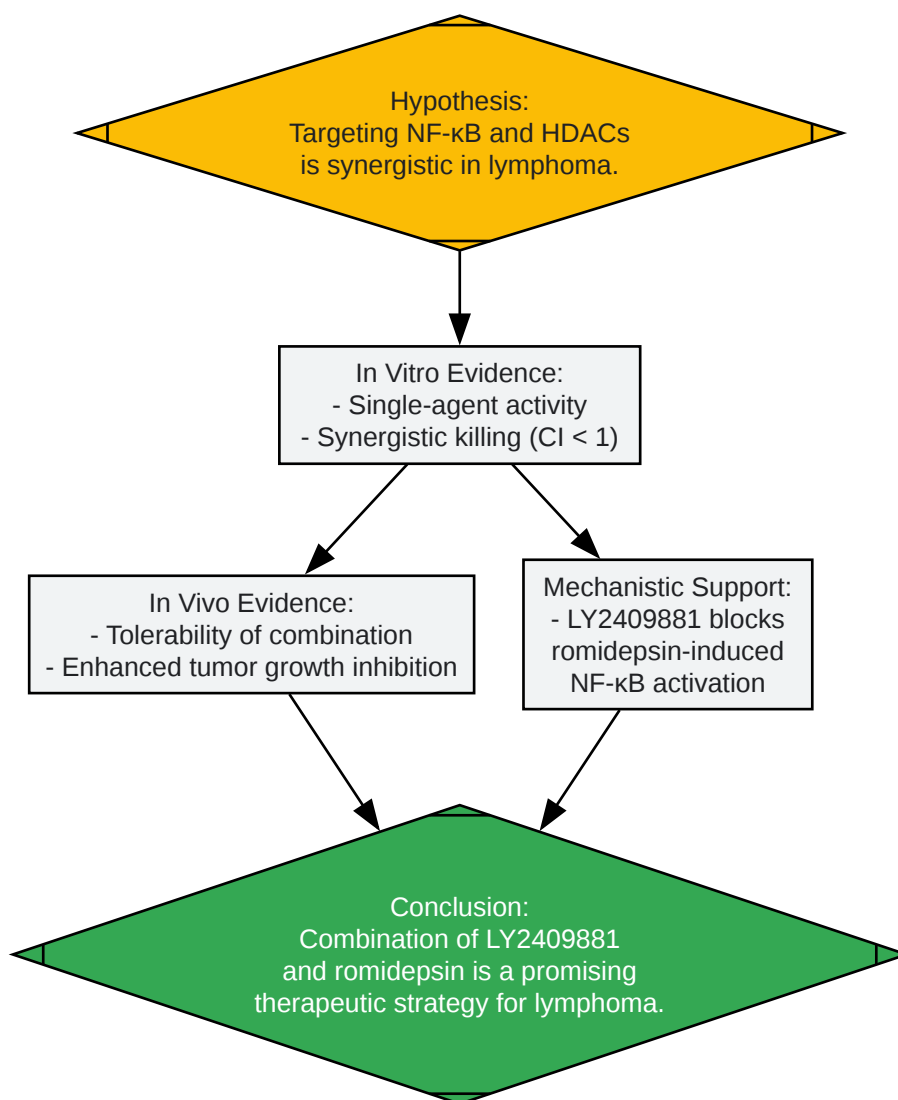 Hypothesis:
Targeting NF-κB and HDACs
is synergistic in lymphoma.
In Vitro Evidence:
- Single-agent activity
- Synergistic killing (CI < 1)
In Vivo Evidence:
- Tolerability of combination
- Enhanced tumor growth inhibition
Mechanistic Support:
- LY2409881 blocks
romidepsin-induced
NF-κB activation
Conclusion:
Combination of LY2409881
and romidepsin is a promising
therapeutic strategy for lymphoma.